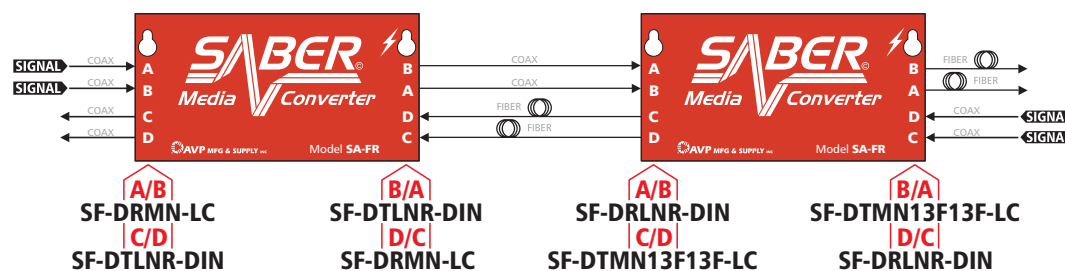 SABER©
Media Converter
AVP MFG & SUPPLY INC
Model SA-FR
A
B
C
D
B
A
D
C
SIGNAL
SIGNAL
COAX
COAX
COAX
COAX
COAX
COAX
FIBER
FIBER
SABER©
Media Converter
AVP MFG & SUPPLY INC
Model SA-FR
A
B
C
D
B
A
D
C
FIBER
FIBER
COAX
COAX
SIGNAL
SIGNAL
A/B
SF-DRMN-LC
C/D
SF-DTLNR-DIN
B/A
SF-DTLNR-DIN
D/C
SF-DRMN-LC
A/B
SF-DRLNR-DIN
C/D
SF-DTMN13F13F-LC
B/A
SF-DTMN13F13F-LC
D/C
SF-DRLNR-DIN